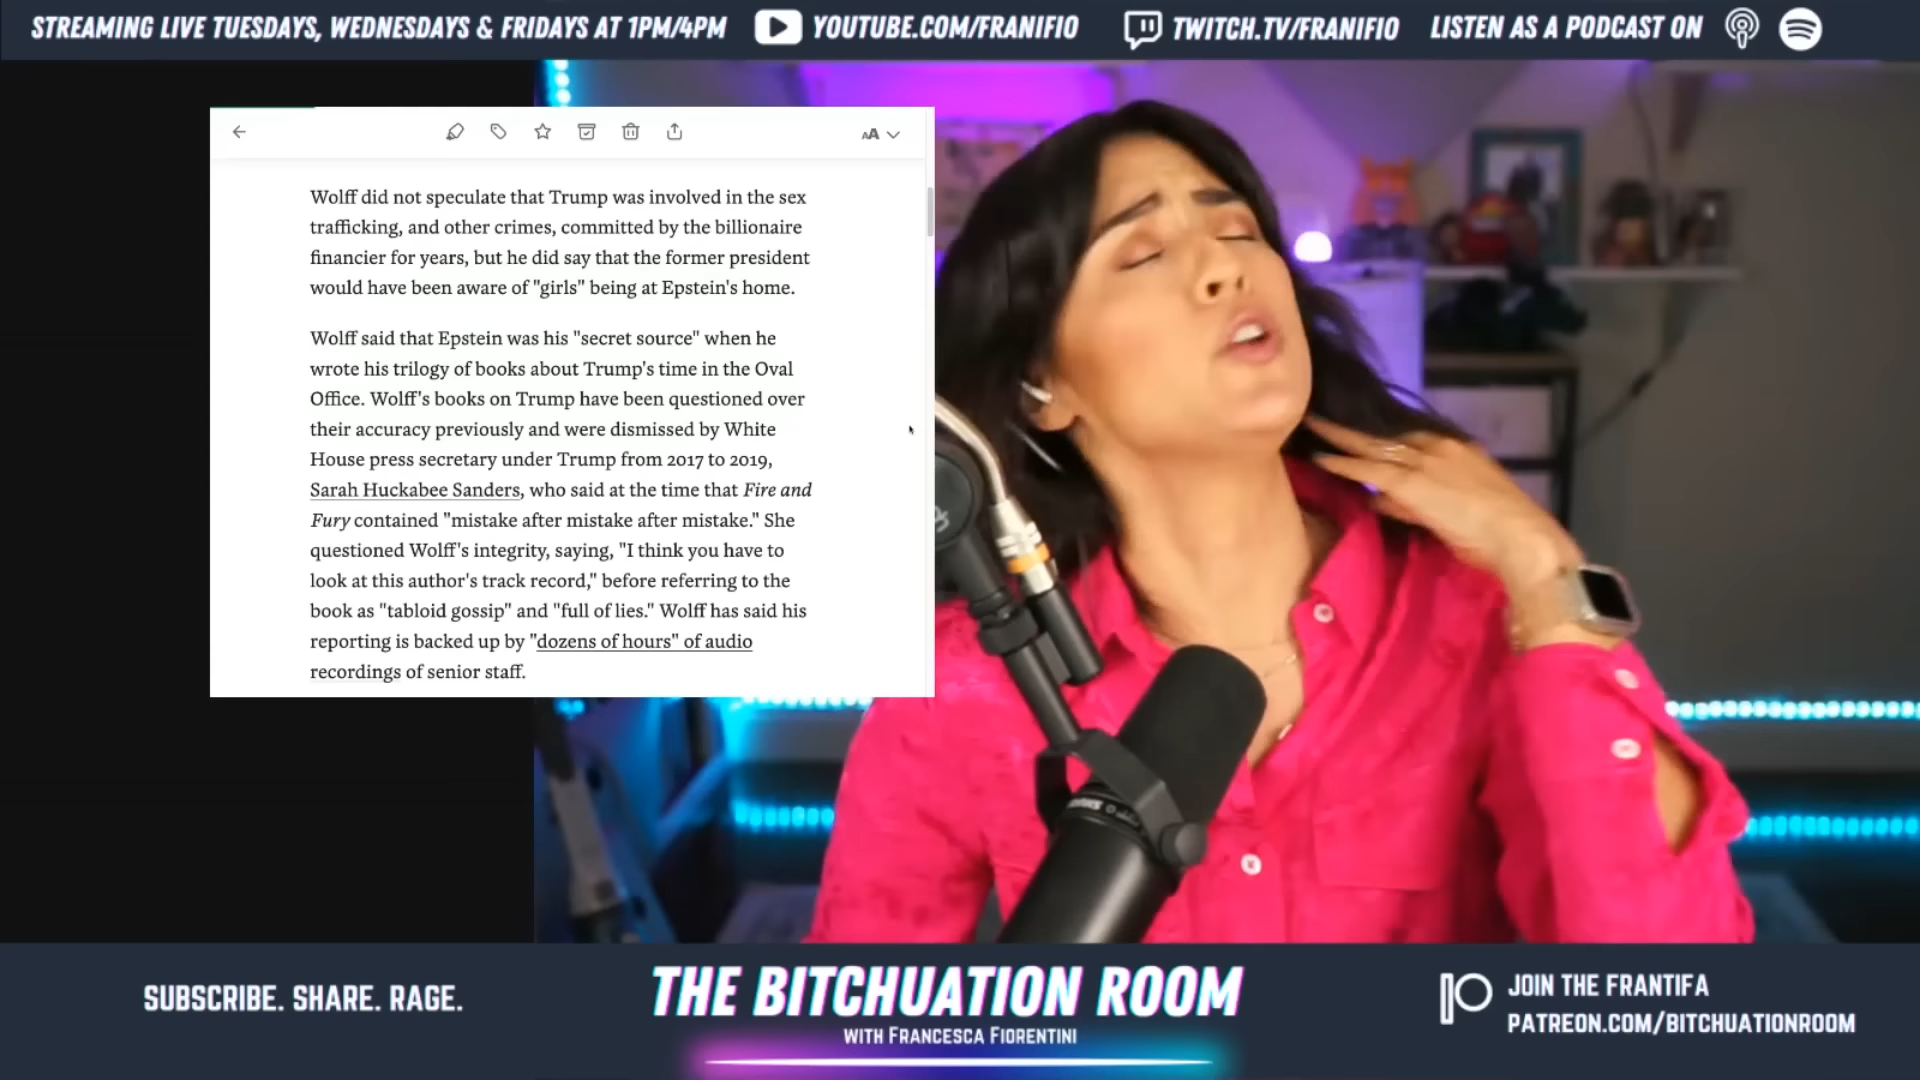 STREAMING LIVE TUESDAYS, WEDNESDAYS & FRIDAYS AT 1PM/4PM
YOUTUBE.COM/FRANIFIO
TWITCH.TV/FRANIFIO
LISTEN AS A PODCAST ON
AA
Wolff did not speculate that Trump was involved in the sex
trafficking, and other crimes, committed by the billionaire
financier for years, but he did say that the former president
would have been aware of "girls" being at Epstein's home.
Wolff said that Epstein was his "secret source" when he
wrote his trilogy of books about Trump's time in the Oval
Office. Wolff's books on Trump have been questioned over
their accuracy previously and were dismissed by White
House press secretary under Trump from 2017 to 2019,
Sarah Huckabee Sanders, who said at the time that Fire and
Fury contained "mistake after mistake after mistake." She
questioned Wolff's integrity, saying, "I think you have to
look at this author's track record," before referring to the
book as "tabloid gossip" and "full of lies." Wolff has said his
reporting is backed up by "dozens of hours" of audio
recordings of senior staff.
SUBSCRIBE. SHARE. RAGE.
THE BITCHUATION ROOM
WITH FRANCESCA FIORENTINI
JOIN THE FRANTIFA
PATREON.COM/BITCHUATIONROOM